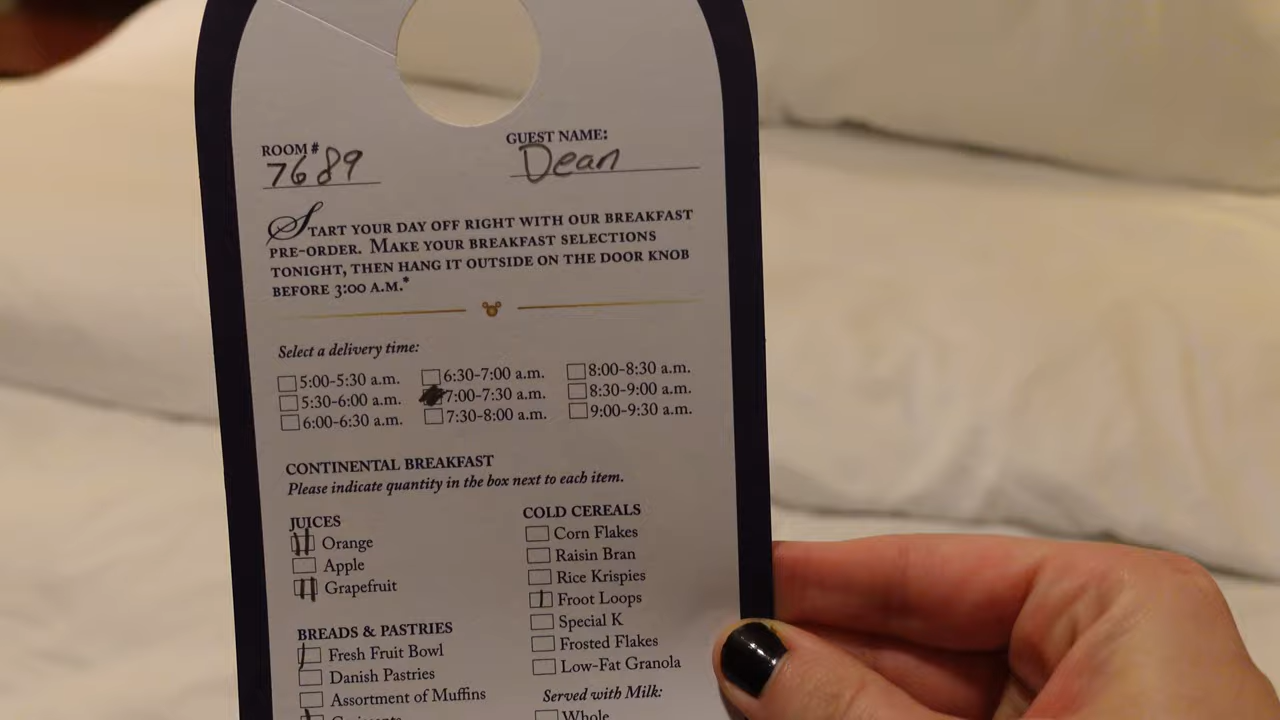 ROOM # GUEST NAME:
7689 Dean
START YOUR DAY OFF RIGHT WITH OUR BREAKFAST
PRE-ORDER. MAKE YOUR BREAKFAST SELECTIONS
TONIGHT, THEN HANG IT OUTSIDE ON THE DOOR KNOB
BEFORE 3:00 A.M.*
Select a delivery time:
5:00-5:30 a.m. 6:30-7:00 a.m. 8:00-8:30 a.m.
5:30-6:00 a.m. 7:00-7:30 a.m. 8:30-9:00 a.m.
6:00-6:30 a.m. 7:30-8:00 a.m. 9:00-9:30 a.m.
CONTINENTAL BREAKFAST
Please indicate quantity in the box next to each item.
JUICES
Orange
Apple
Grapefruit
BREADS & PASTRIES
Fresh Fruit Bowl
Danish Pastries
Assortment of Muffins
Croissants
COLD CEREALS
Corn Flakes
Raisin Bran
Rice Krispies
Froot Loops
Special K
Frosted Flakes
Low-Fat Granola
Served with Milk:
Whole